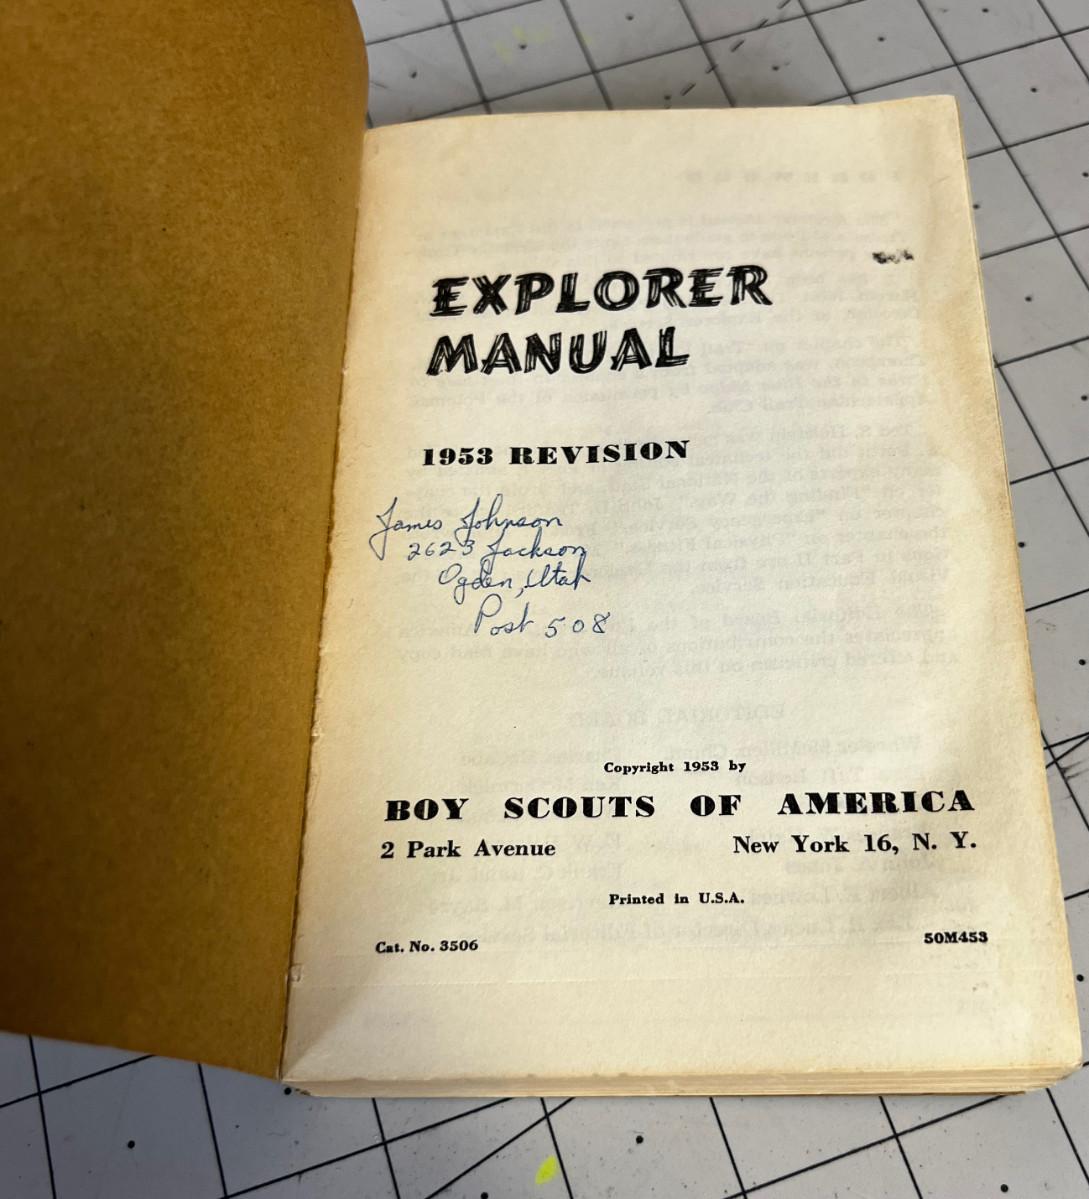 EXPLORER
MANUAL
1953 REVISION
James Johnson
2623 Jackson
Ogden, Utah
Post 508
Copyright 1953 by
BOY SCOUTS OF AMERICA
2 Park Avenue New York 16, N. Y.
Printed in U.S.A.
Cat. No. 3506 50M453